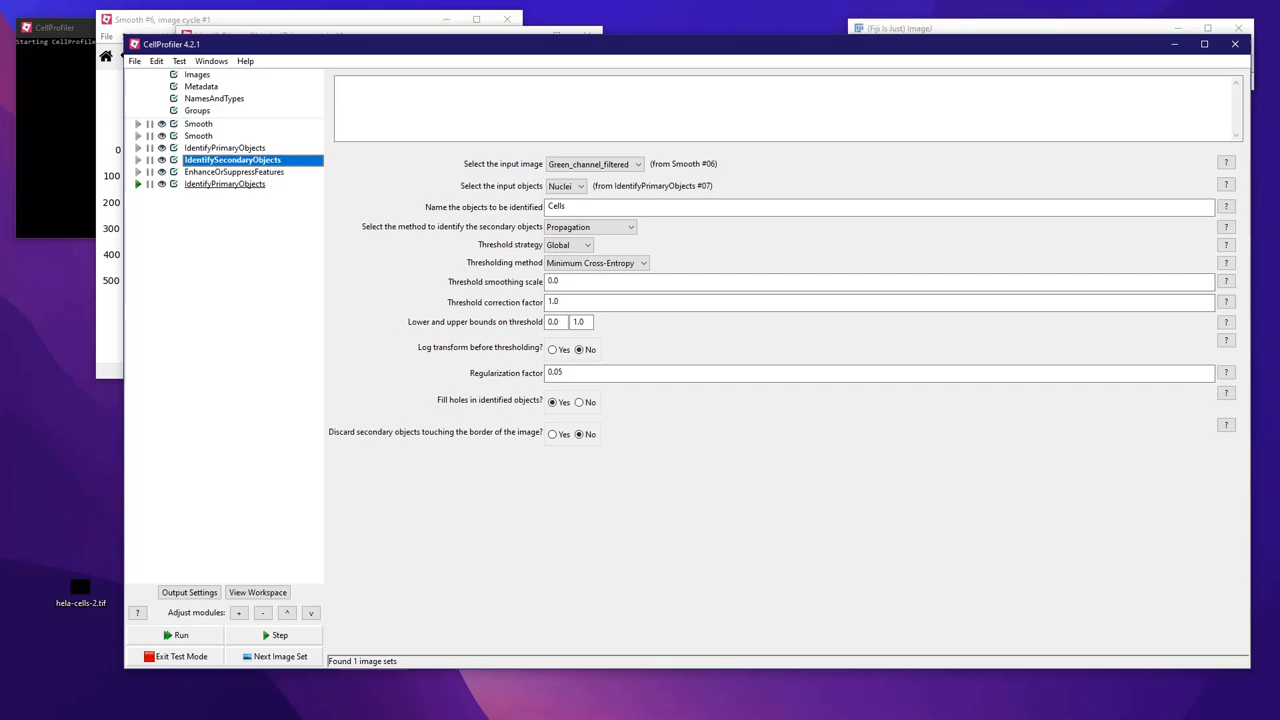 CellProfiler
Starting CellProfile
Smooth #6, image cycle #1
File
(Fiji Is Just) ImageJ
CellProfiler 4.2.1
File Edit Test Windows Help
Images
Metadata
NamesAndTypes
Groups
Smooth
Smooth
IdentifyPrimaryObjects
IdentifySecondaryObjects
EnhanceOrSuppressFeatures
IdentifyPrimaryObjects
0
100
200
300
400
500
Select the input image Green_channel_filtered (from Smooth #06) ?
Select the input objects Nuclei (from IdentifyPrimaryObjects #07) ?
Name the objects to be identified Cells ?
Select the method to identify the secondary objects Propagation ?
Threshold strategy Global ?
Thresholding method Minimum Cross-Entropy ?
Threshold smoothing scale 0.0 ?
Threshold correction factor 1.0 ?
Lower and upper bounds on threshold 0.0 1.0 ?
Log transform before thresholding? Yes No ?
Regularization factor 0.05 ?
Fill holes in identified objects? Yes No ?
Discard secondary objects touching the border of the image? Yes No ?
hela-cells-2.tif
Output Settings View Workspace
? Adjust modules: + - ^ v
Run Step
Exit Test Mode Next Image Set
Found 1 image sets